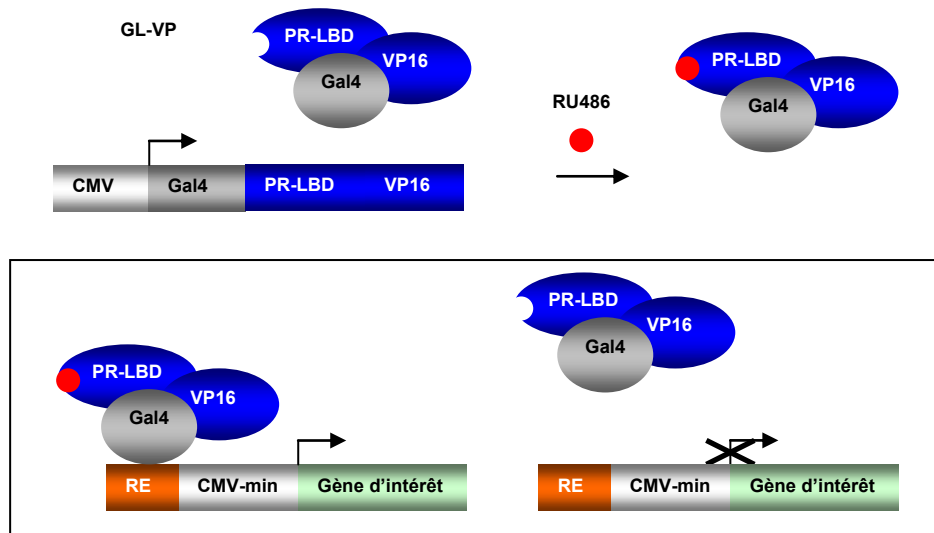 GL-VP
PR-LBD
VP16
Gal4
RU486
PR-LBD
VP16
Gal4
CMV Gal4 PR-LBD VP16
PR-LBD
VP16
Gal4
RE CMV-min Gène d'intérêt
PR-LBD
VP16
Gal4
RE CMV-min Gène d'intérêt